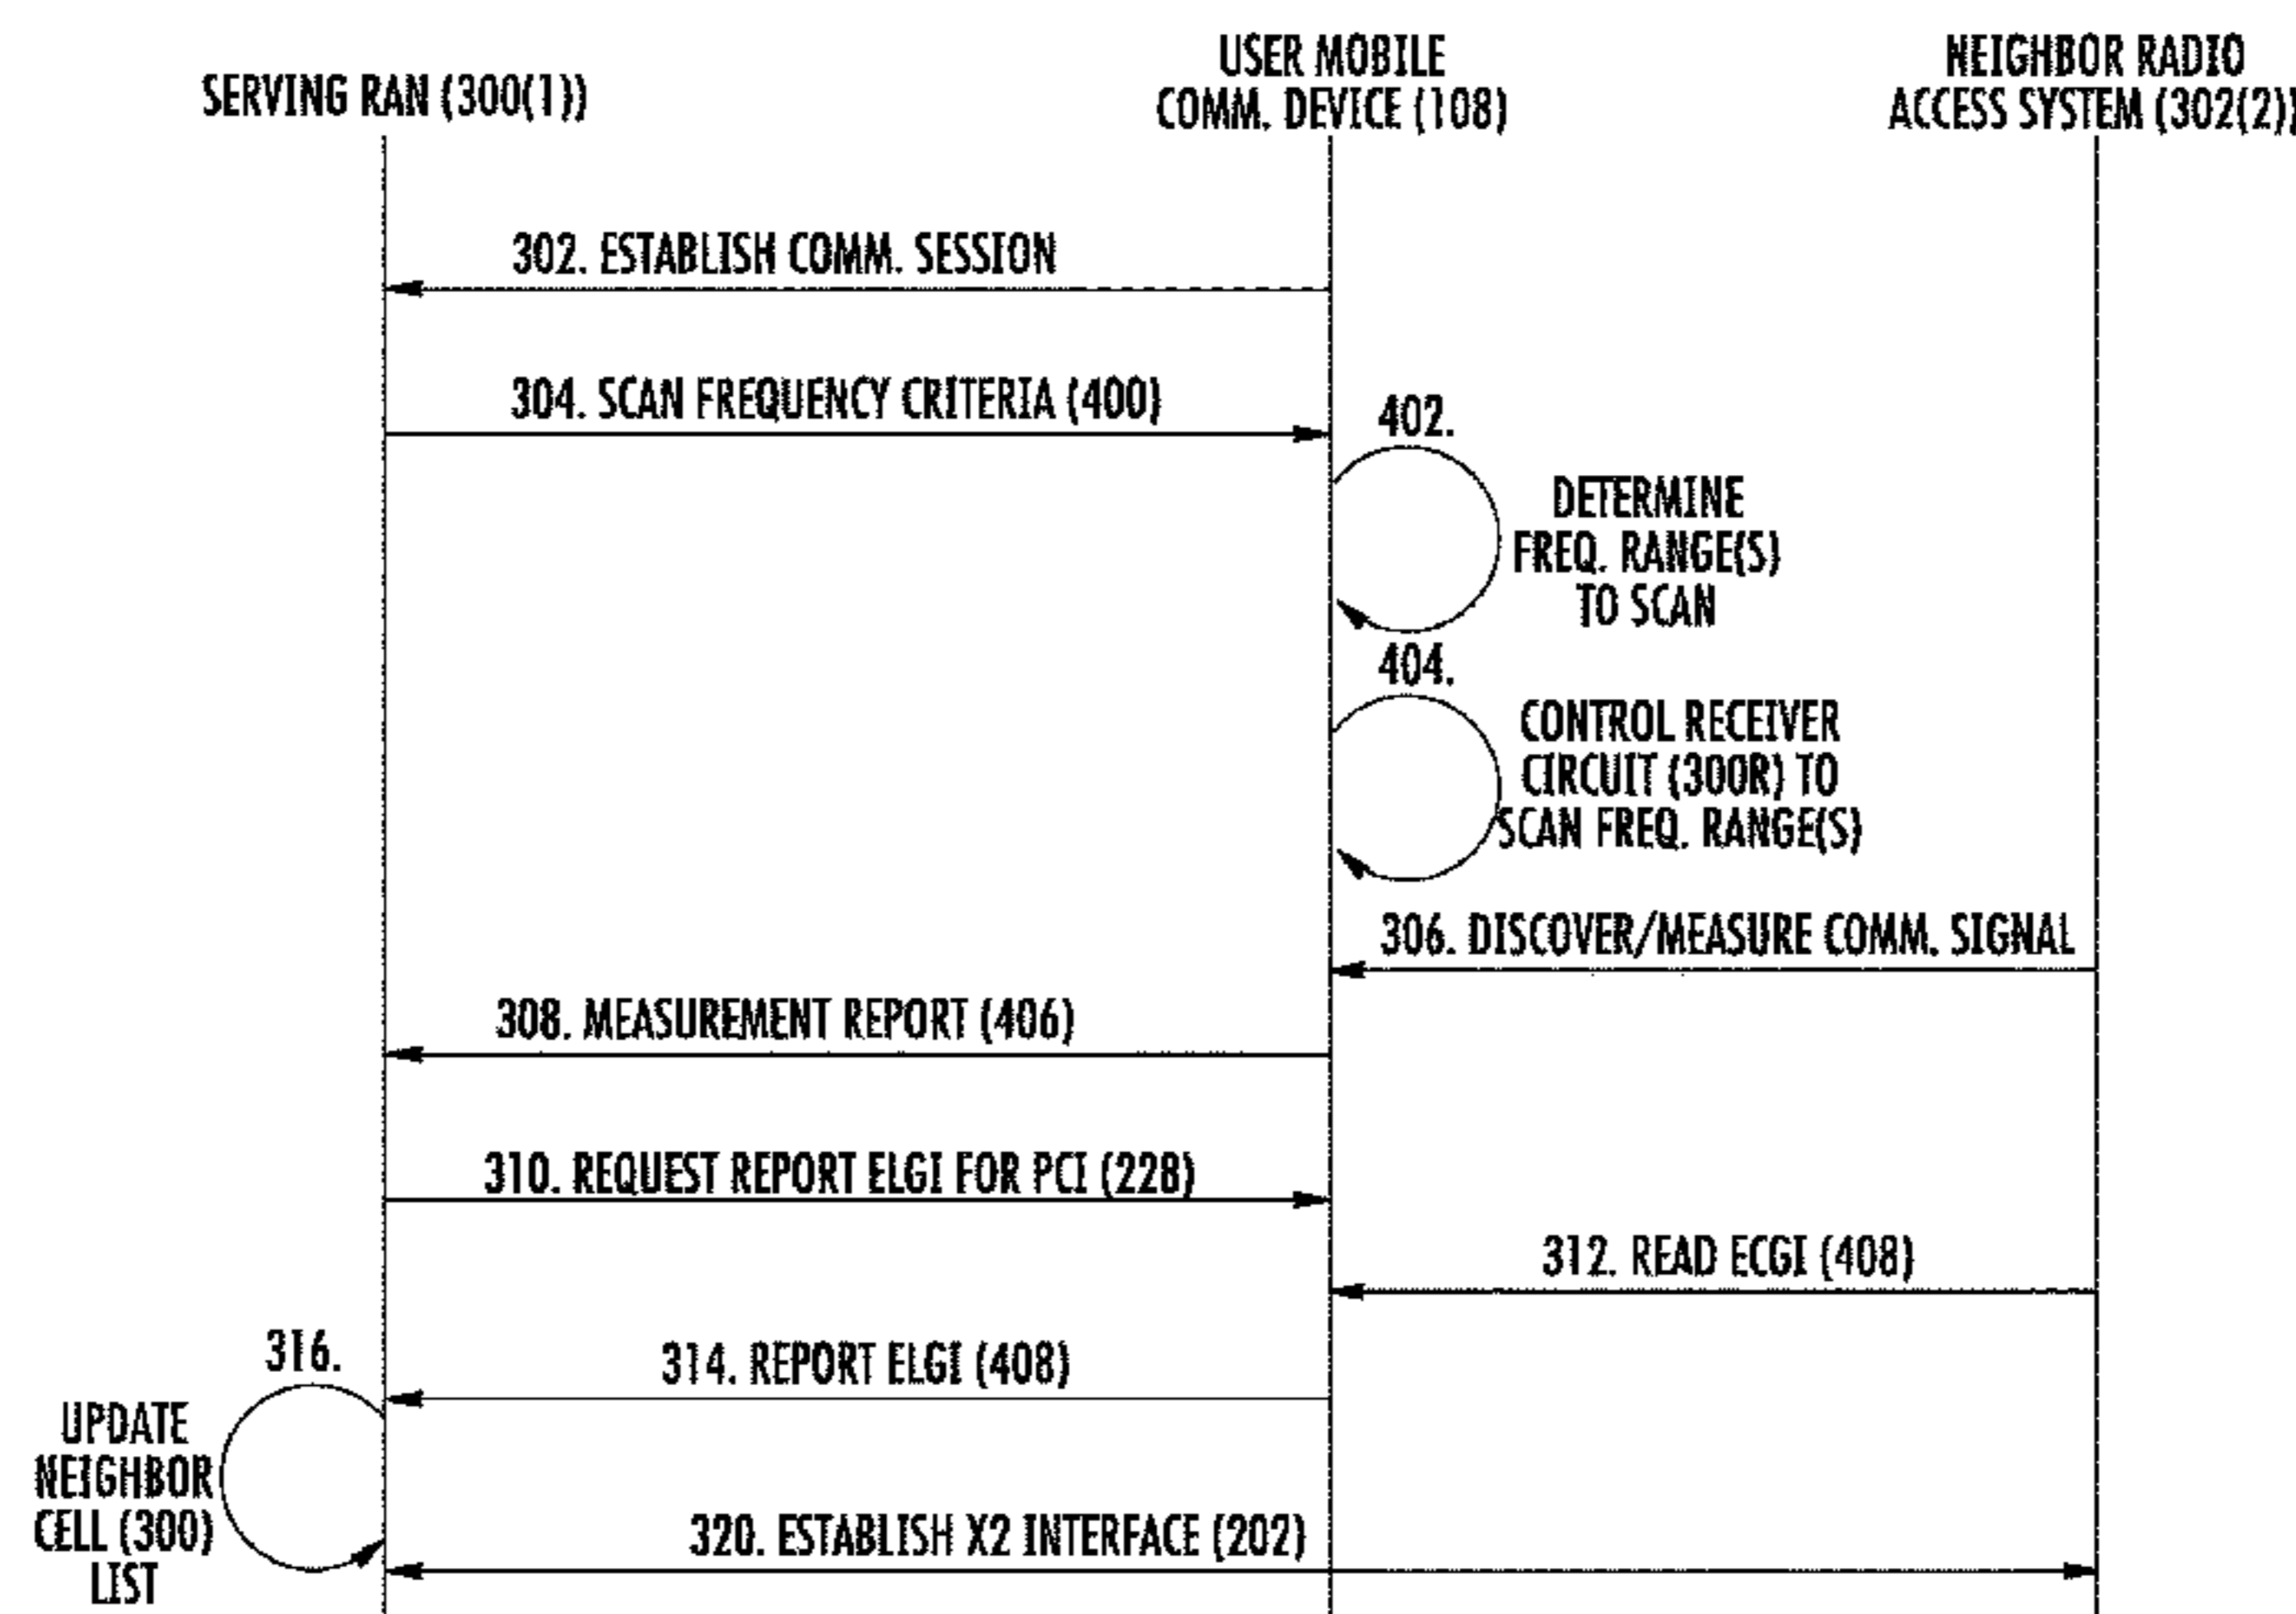 SERVING RAN (300(1))
USER MOBILE
COMM. DEVICE (108)
NEIGHBOR RADIO
ACCESS SYSTEM (302(2))
302. ESTABLISH COMM. SESSION
304. SCAN FREQUENCY CRITERIA (400)
402.
DETERMINE
FREQ. RANGE(S)
TO SCAN
404.
CONTROL RECEIVER
CIRCUIT (300R) TO
SCAN FREQ. RANGE(S)
306. DISCOVER/MEASURE COMM. SIGNAL
308. MEASUREMENT REPORT (406)
310. REQUEST REPORT ELGI FOR PCI (228)
312. READ ECGI (408)
314. REPORT ELGI (408)
316.
UPDATE
NEIGHBOR
CELL (300)
LIST
320. ESTABLISH X2 INTERFACE (202)